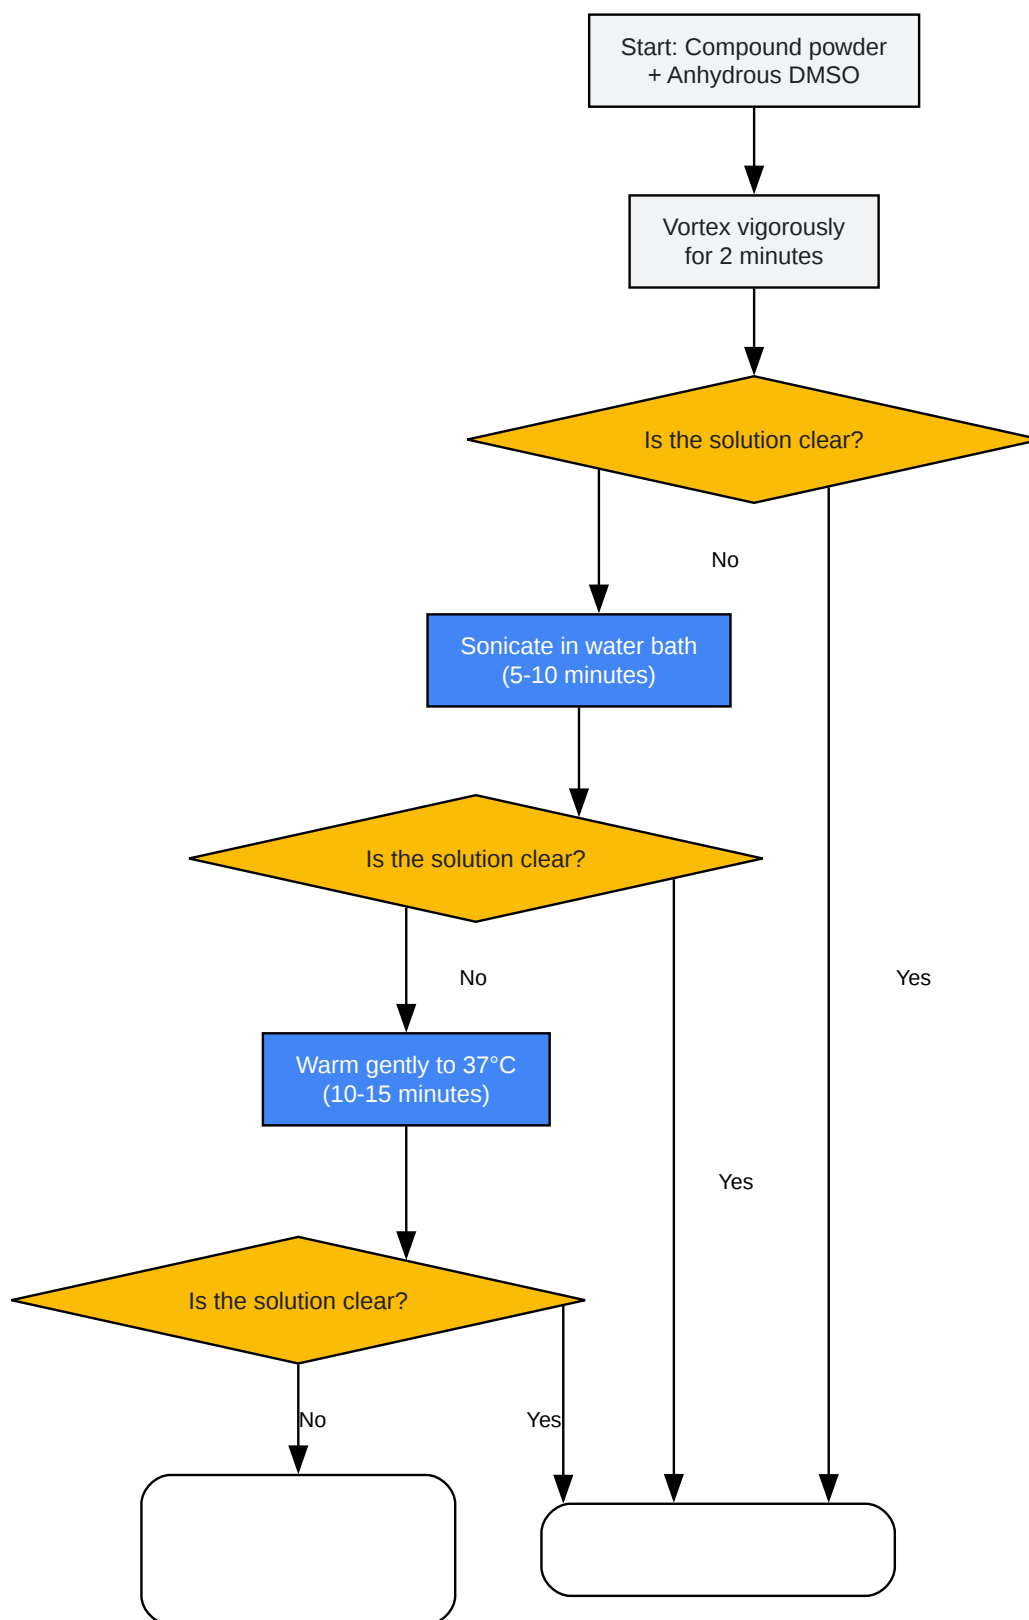 Start: Compound powder
+ Anhydrous DMSO
Vortex vigorously
for 2 minutes
Is the solution clear?
No
Sonicate in water bath
(5-10 minutes)
Is the solution clear?
No
Yes
Warm gently to 37°C
(10-15 minutes)
Yes
Is the solution clear?
No
Yes